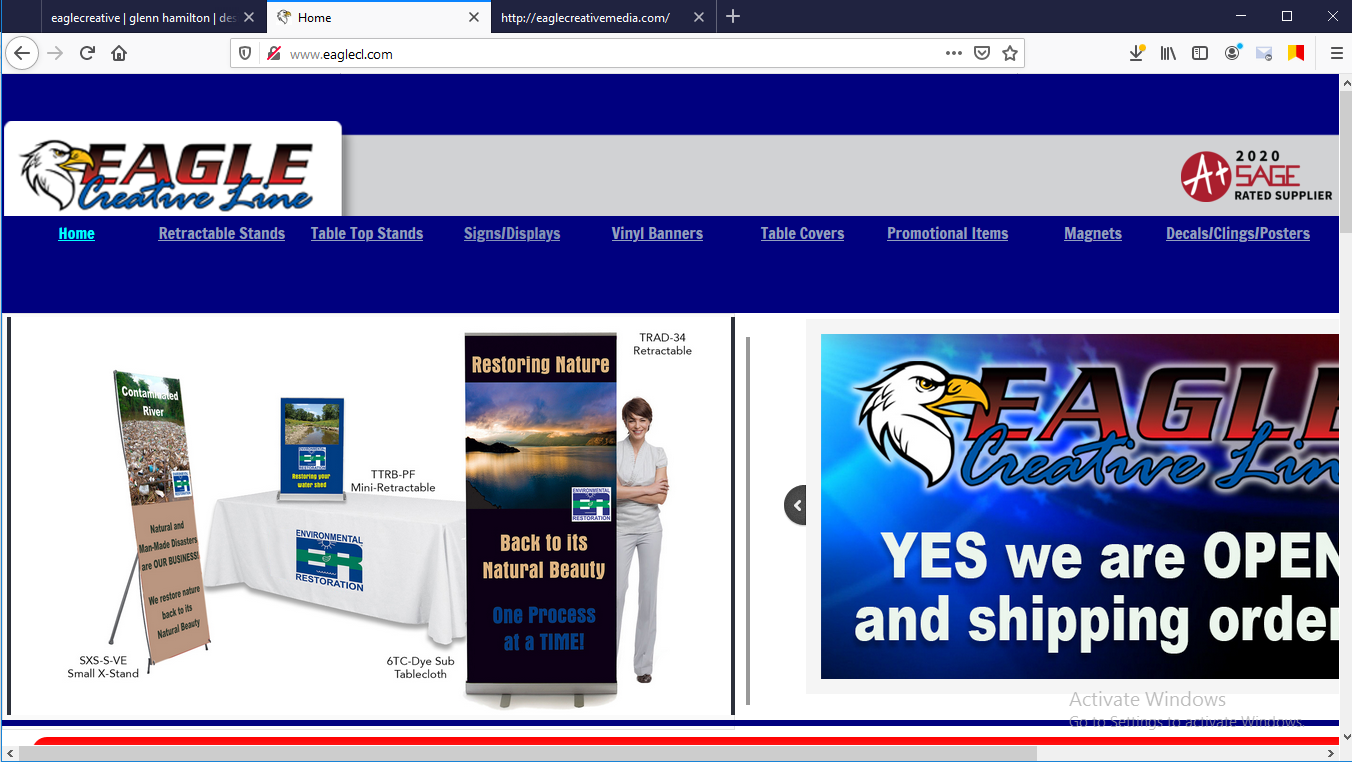 eaglecreative | glenn hamilton | des
Home
http://eaglecreativemedia.com/
www.eaglecl.com
EAGLE
Creative Line
A+
2020
SAGE
RATED SUPPLIER
Home
Retractable Stands
Table Top Stands
Signs/Displays
Vinyl Banners
Table Covers
Promotional Items
Magnets
Decals/Clings/Posters
Contaminated
River
Natural and
Man-Made Disasters
are OUR BUSINESS!
We restore nature
back to its
Natural Beauty
SXS-S-VE
Small X-Stand
ENVIRONMENTAL
ER
RESTORATION
Restoring your
water shed
TTRB-PF
Mini-Retractable
ENVIRONMENTAL
ER
RESTORATION
6TC-Dye Sub
Tablecloth
Restoring Nature
ENVIRONMENTAL
ER
RESTORATION
Back to its
Natural Beauty
One Process
at a TIME!
TRAD-34
Retractable
EAGLE
Creative Line
YES we are OPEN
and shipping order
Activate Windows
Go to Settings to activate Windows.